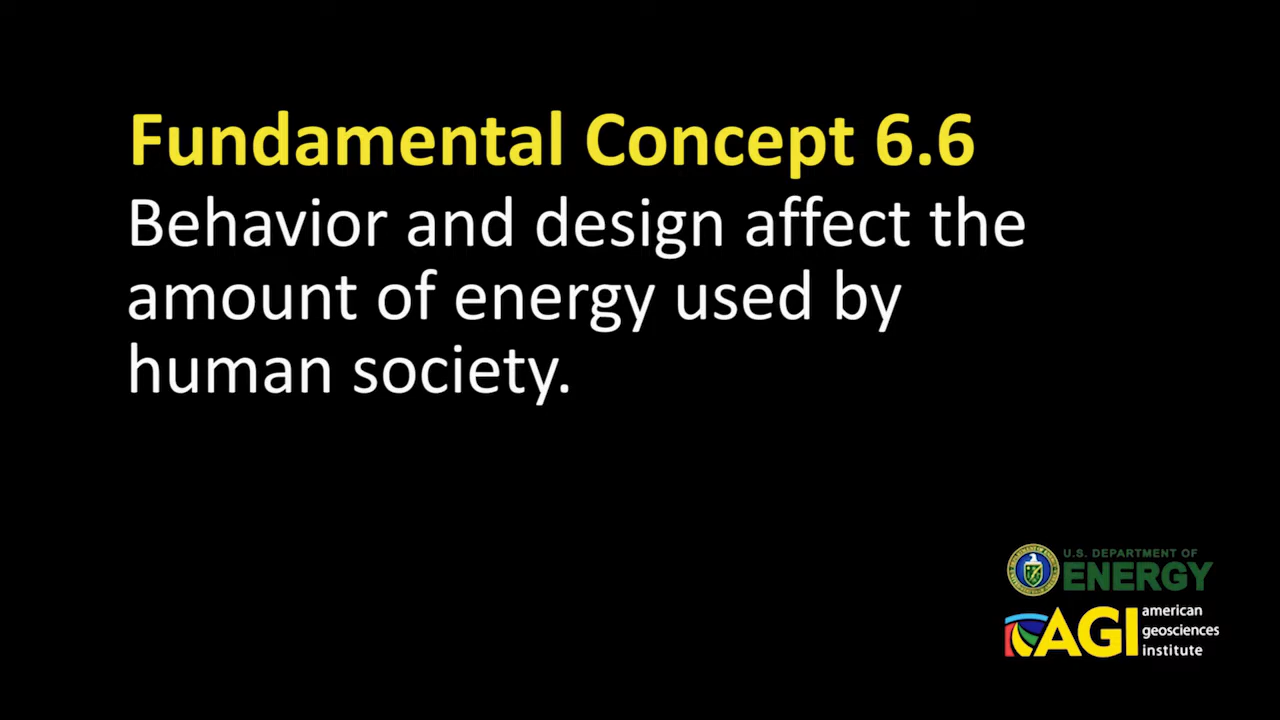 Fundamental Concept 6.6
Behavior and design affect the
amount of energy used by
human society.
U.S. DEPARTMENT OF
ENERGY
AGI
american
geosciences
institute